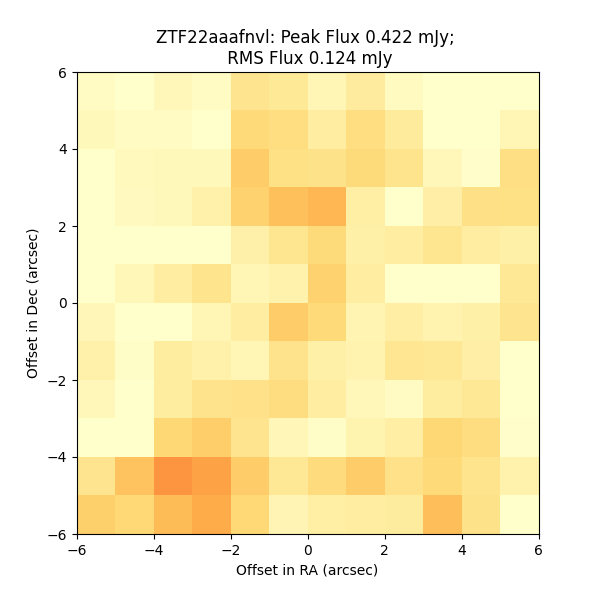 ZTF22aaafnvl: Peak Flux 0.422 mJy;
RMS Flux 0.124 mJy
6
4
2
0
−2
−4
−6
Offset in Dec (arcsec)
−6 −4 −2 0 2 4 6
Offset in RA (arcsec)